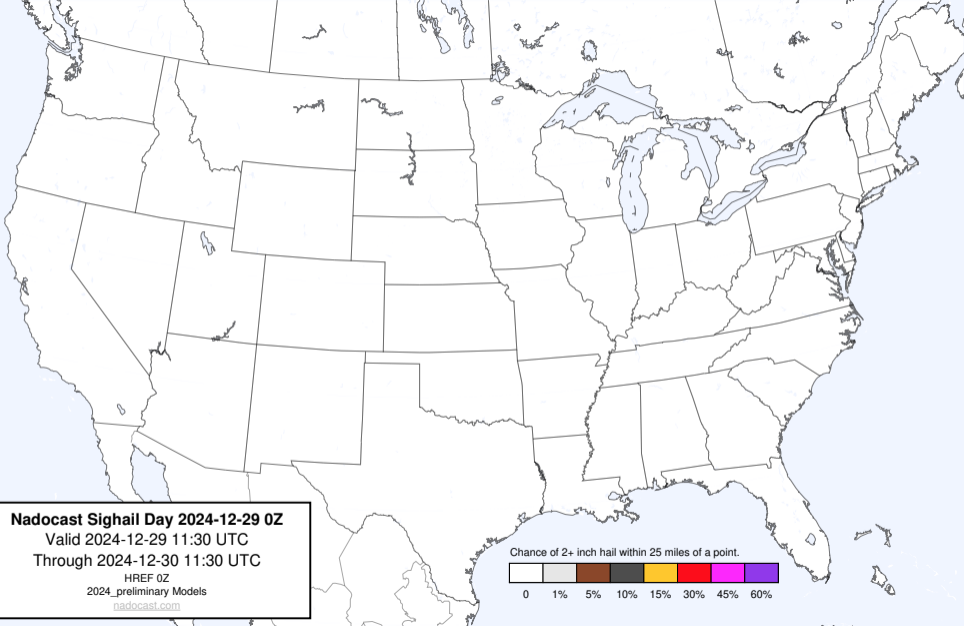 Nadocast Sighail Day 2024-12-29 0Z
Valid 2024-12-29 11:30 UTC
Through 2024-12-30 11:30 UTC
HREF 0Z
2024_preliminary Models
nadocast.com
Chance of 2+ inch hail within 25 miles of a point.
0 1% 5% 10% 15% 30% 45% 60%